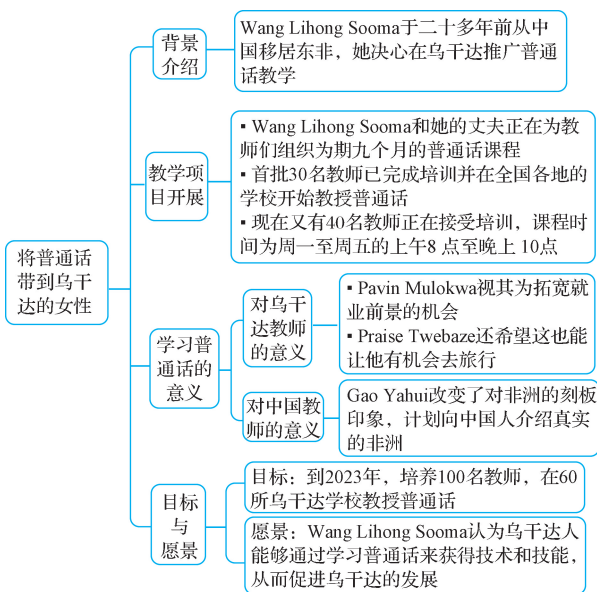 将普通话
带到乌干
达的女性
背景
介绍
Wang Lihong Sooma于二十多年前从中
国移居东非，她决心在乌干达推广普通
话教学
教学项
目开展
▪ Wang Lihong Sooma和她的丈夫正在为教
师们组织为期九个月的普通话课程
▪ 首批30名教师已完成培训并在全国各地的
学校开始教授普通话
▪ 现在又有40名教师正在接受培训，课程时
间为周一至周五的上午8 点至晚上 10点
学习普
通话的
意义
对乌干
达教师
的意义
▪ Pavin Mulokwa视其为拓宽就
业前景的机会
▪ Praise Twebaze还希望这也能
让他有机会去旅行
对中国教
师的意义
Gao Yahui改变了对非洲的刻板
印象，计划向中国人介绍真实
的非洲
目标
与
愿景
目标：到2023年，培养100名教师，在60
所乌干达学校教授普通话
愿景：Wang Lihong Sooma认为乌干达人
能够通过学习普通话来获得技术和技能，
从而促进乌干达的发展